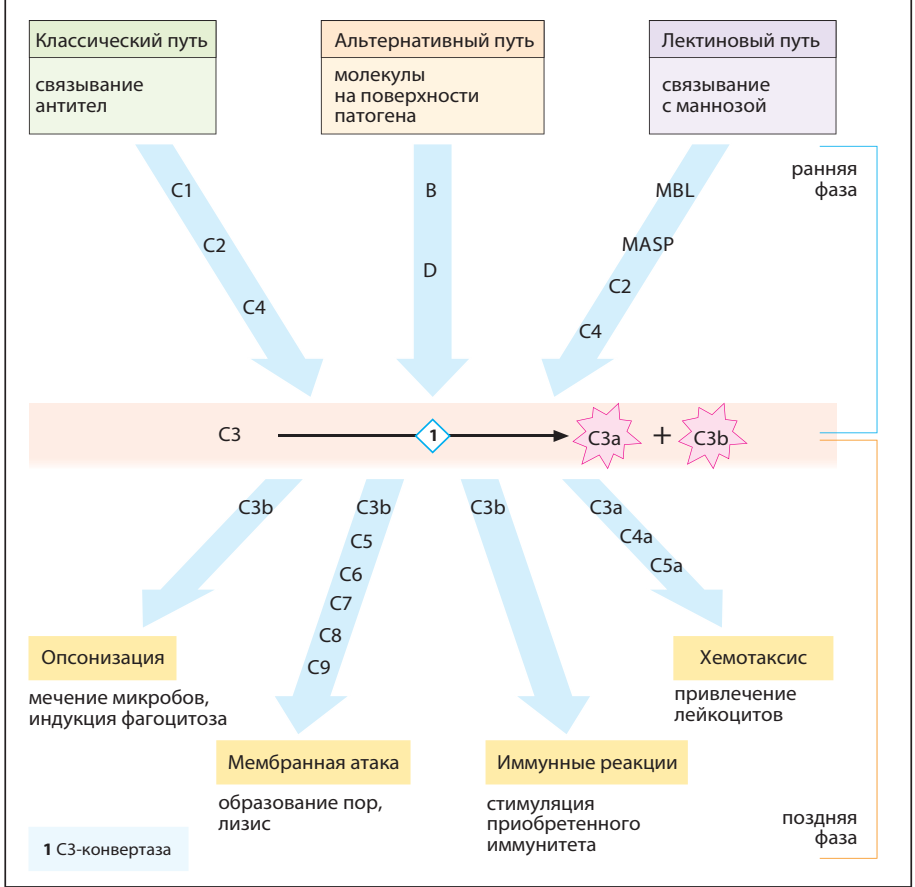 Классический путь
связывание
антител
Альтернативный путь
молекулы
на поверхности
патогена
Лектиновый путь
связывание
с маннозой
ранняя
фаза
C1
C2
C4
B
D
MBL
MASP
C2
C4
C3
1
C3a
+
C3b
C3b
C3b
C5
C6
C7
C8
C9
C3b
C3a
C4a
C5a
Опсонизация
мечение микробов,
индукция фагоцитоза
Мембранная атака
образование пор,
лизис
Иммунные реакции
стимуляция
приобретенного
иммунитета
Хемотаксис
привлечение
лейкоцитов
поздняя
фаза
1 С3-конвертаза